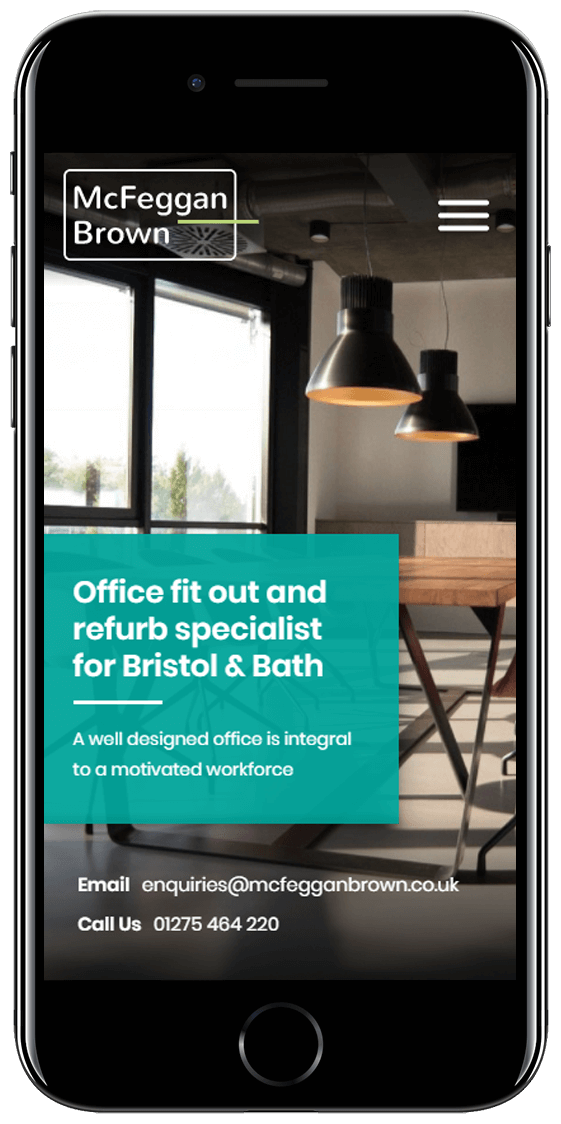 McFeggan
Brown
Office fit out and
refurb specialist
for Bristol & Bath
A well designed office is integral
to a motivated workforce
Email enquiries@mcfegganbrown.co.uk
Call Us 01275 464 220